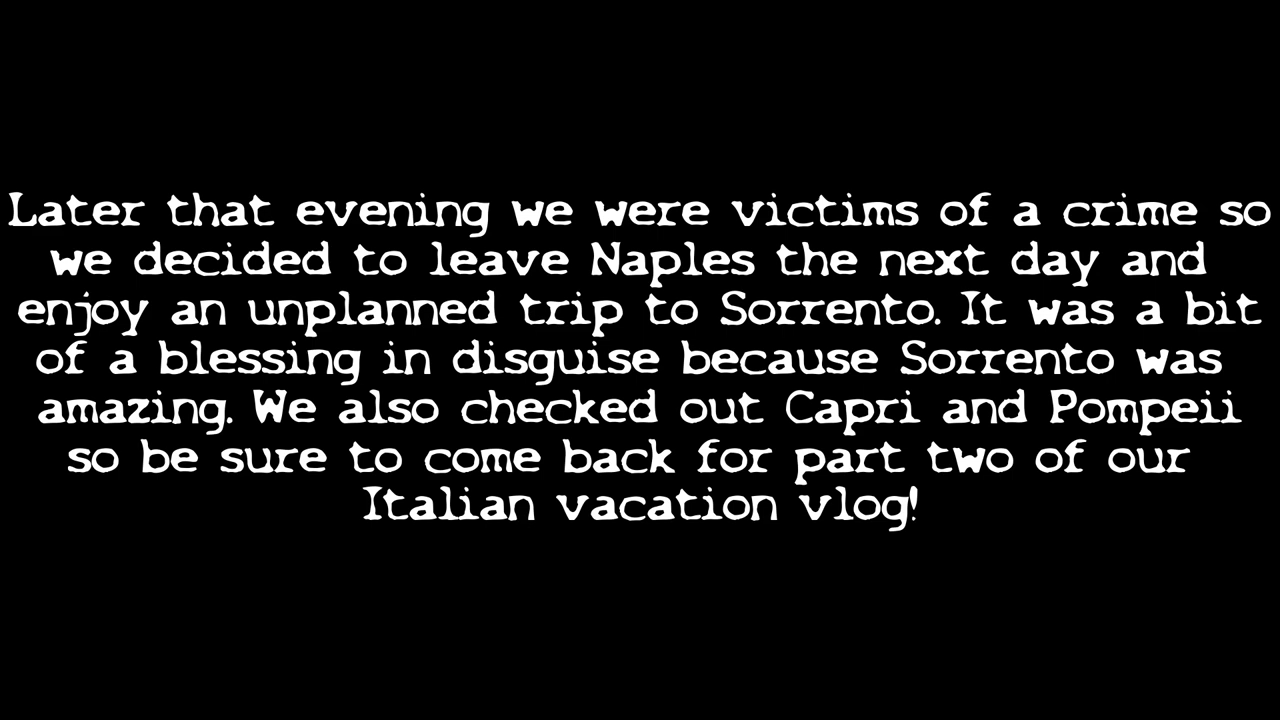 Later that evening we were victims of a crime so
we decided to leave Naples the next day and
enjoy an unplanned trip to Sorrento. It was a bit
of a blessing in disguise because Sorrento was
amazing. We also checked out Capri and Pompeii
so be sure to come back for part two of our
Italian vacation vlog!